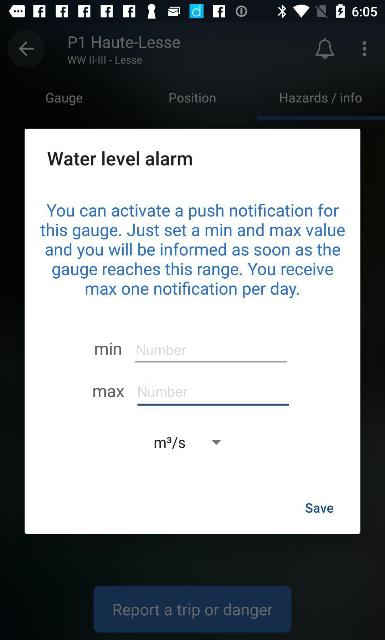 6:05
P1 Haute-Lesse
WW II-III - Lesse
Gauge
Position
Hazards / info
Water level alarm
You can activate a push notification for
this gauge. Just set a min and max value
and you will be informed as soon as the
gauge reaches this range. You receive
max one notification per day.
min Number
max Number
m³/s
Save
Report a trip or danger